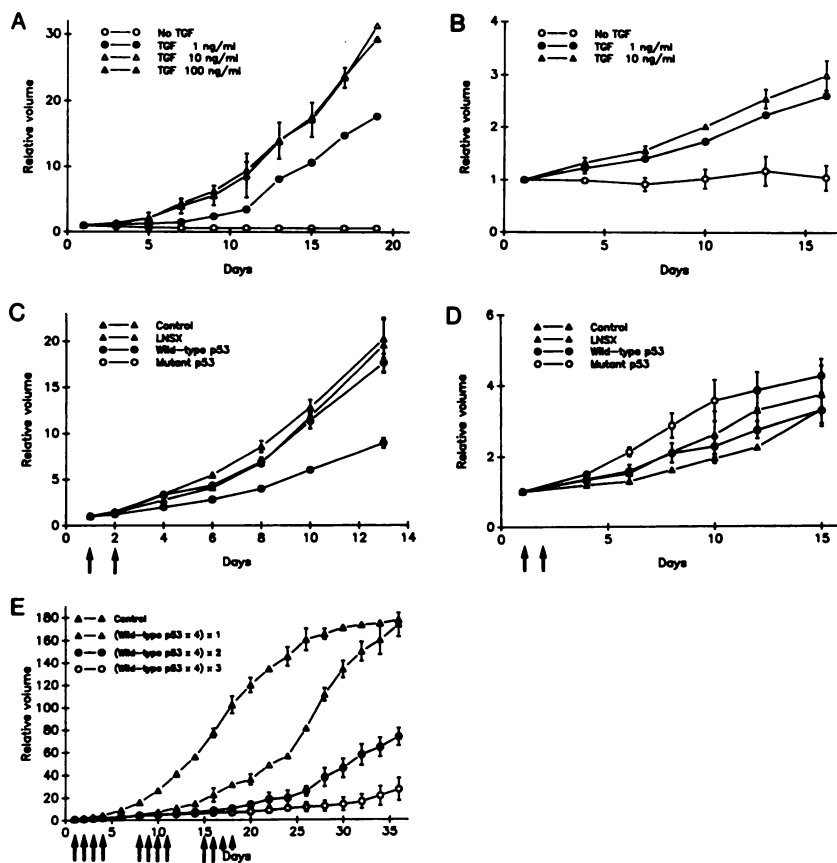 A
No TGF
TGF 1 ng/ml
TGF 10 ng/ml
TGF 100 ng/ml
30
20
10
0
Relative volume
0 5 10 15 20
Days
B
No TGF
TGF 1 ng/ml
TGF 10 ng/ml
4
3
2
1
0
Relative volume
0 5 10 15
Days
C
Control
LNSX
Wild-type p53
Mutant p53
20
15
10
5
0
Relative volume
0 2 4 6 8 10 12 14
Days
D
Control
LNSX
Wild-type p53
Mutant p53
6
4
2
0
Relative volume
0 5 10 15
Days
E
Control
(Wild-type p53 x 4) x 1
(Wild-type p53 x 4) x 2
(Wild-type p53 x 4) x 3
180
160
140
120
100
80
60
40
20
0
Relative volume
0 5 10 15 20 25 30 35
Days